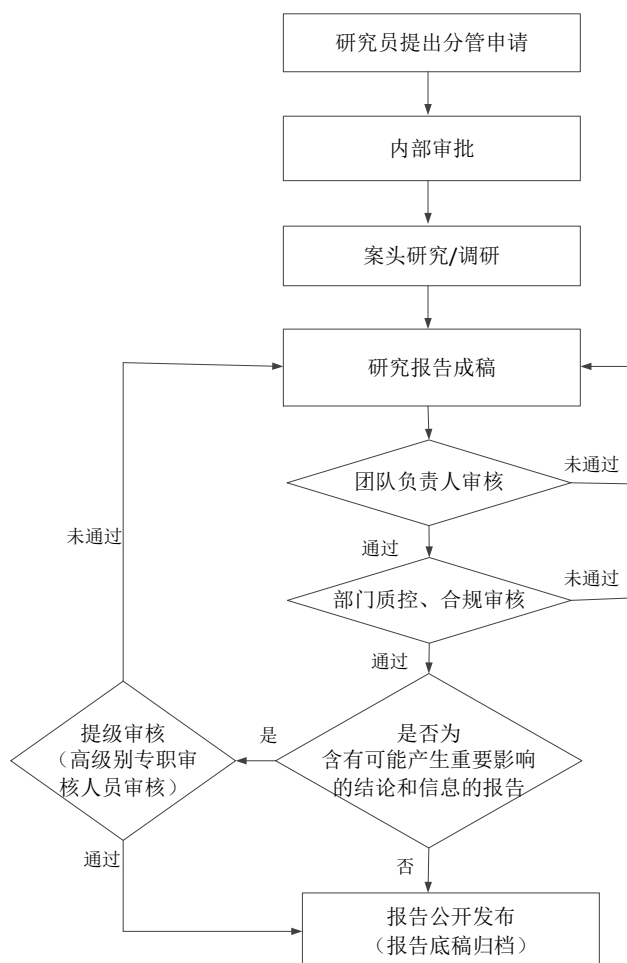 研究员提出分管申请
内部审批
案头研究/调研
研究报告成稿
团队负责人审核
未通过
通过
未通过
部门质控、合规审核
未通过
通过
提级审核
（高级别专职审
核人员审核）
是
是否为
含有可能产生重要影响
的结论和信息的报告
通过
否
报告公开发布
（报告底稿归档）